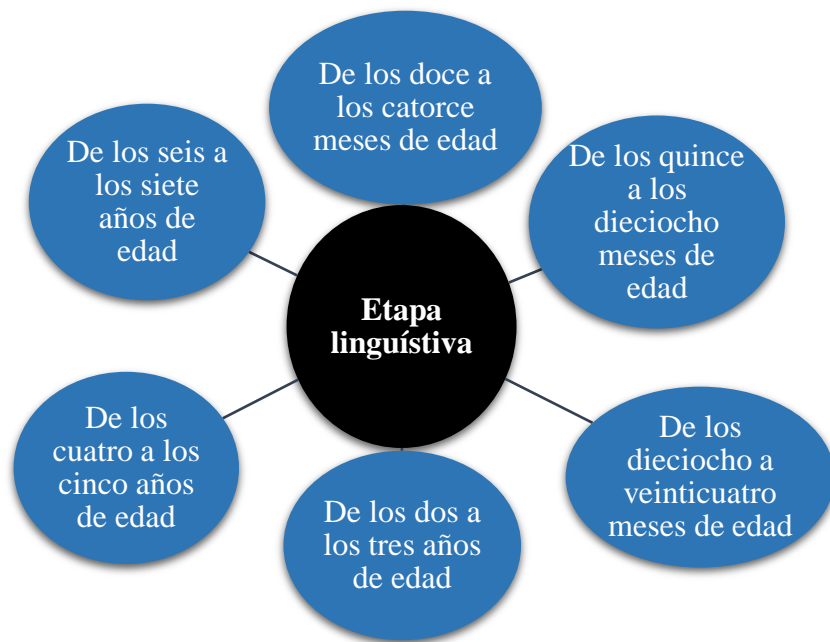 De los doce a
los catorce
meses de edad
De los quince
a los
dieciocho
meses de
edad
De los
dieciocho a
veinticuatro
meses de edad
De los dos a
los tres años
de edad
De los
cuatro a los
cinco años
de edad
De los seis a
los siete
años de
edad
Etapa
linguístiva